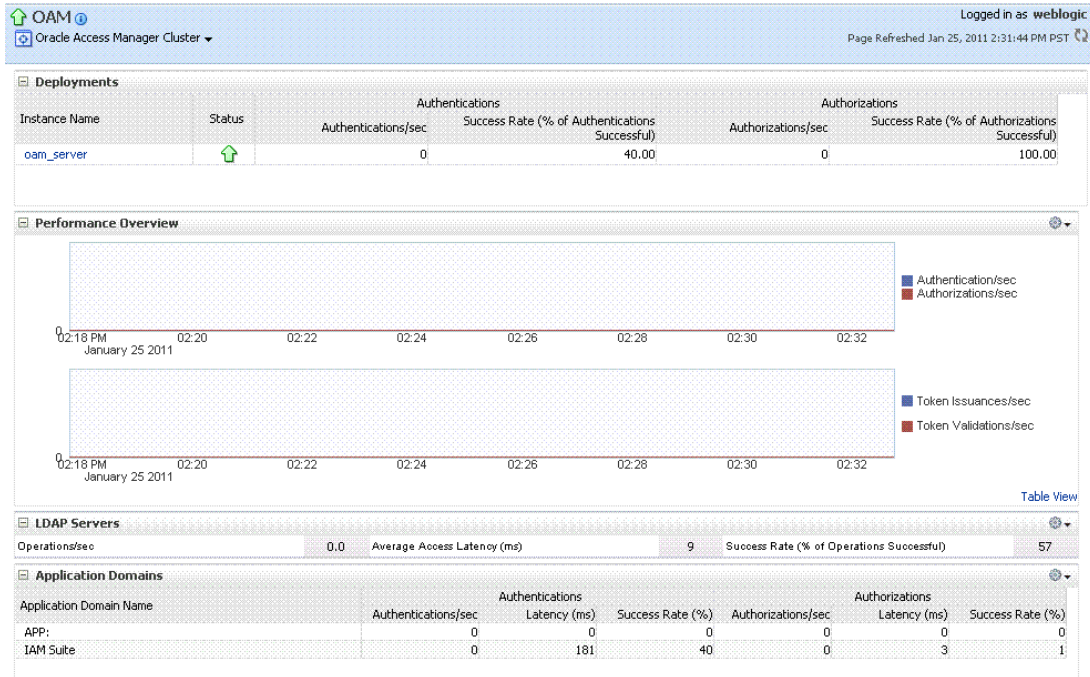 OAM
Logged in as weblogic
Oracle Access Manager Cluster
Page Refreshed Jan 25, 2011 2:31:44 PM PST
Deployments
Instance Name Status Authentications Authorizations
Authentications/sec Success Rate (% of Authentications Successful) Authorizations/sec Success Rate (% of Authorizations Successful)
oam_server 0 40.00 0 100.00
Performance Overview
0
02:18 PM 02:20 02:22 02:24 02:26 02:28 02:30 02:32
January 25 2011
Authentication/sec
Authorizations/sec
0
02:18 PM 02:20 02:22 02:24 02:26 02:28 02:30 02:32
January 25 2011
Token Issuances/sec
Token Validations/sec
Table View
LDAP Servers
Operations/sec 0.0 Average Access Latency (ms) 9 Success Rate (% of Operations Successful) 57
Application Domains
Application Domain Name Authentications Authorizations
Authentications/sec Latency (ms) Success Rate (%) Authorizations/sec Latency (ms) Success Rate (%)
APP: 0 0 0 0 0 0
IAM Suite 0 181 40 0 3 1